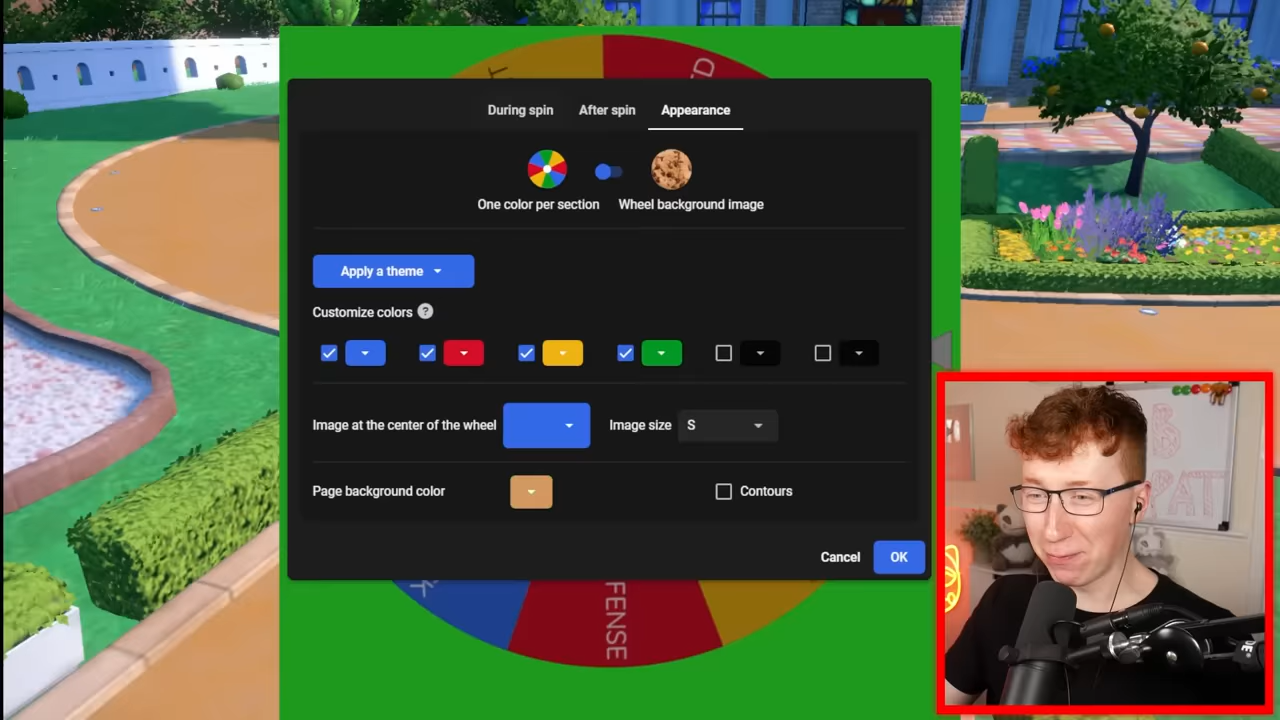 During spin
After spin
Appearance
One color per section
Wheel background image
Apply a theme
Customize colors ?
Image at the center of the wheel
Image size
S
Page background color
Contours
Cancel
OK
FENSE
B
PAT